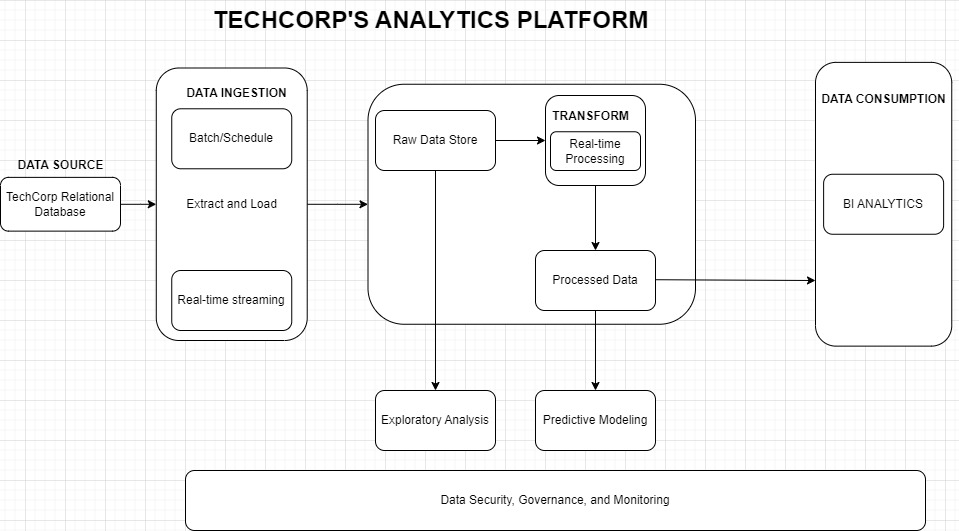 TECHCORP'S ANALYTICS PLATFORM
DATA SOURCE
TechCorp Relational
Database
DATA INGESTION
Batch/Schedule
Extract and Load
Real-time streaming
Raw Data Store
TRANSFORM
Real-time
Processing
Processed Data
DATA CONSUMPTION
BI ANALYTICS
Exploratory Analysis
Predictive Modeling
Data Security, Governance, and Monitoring